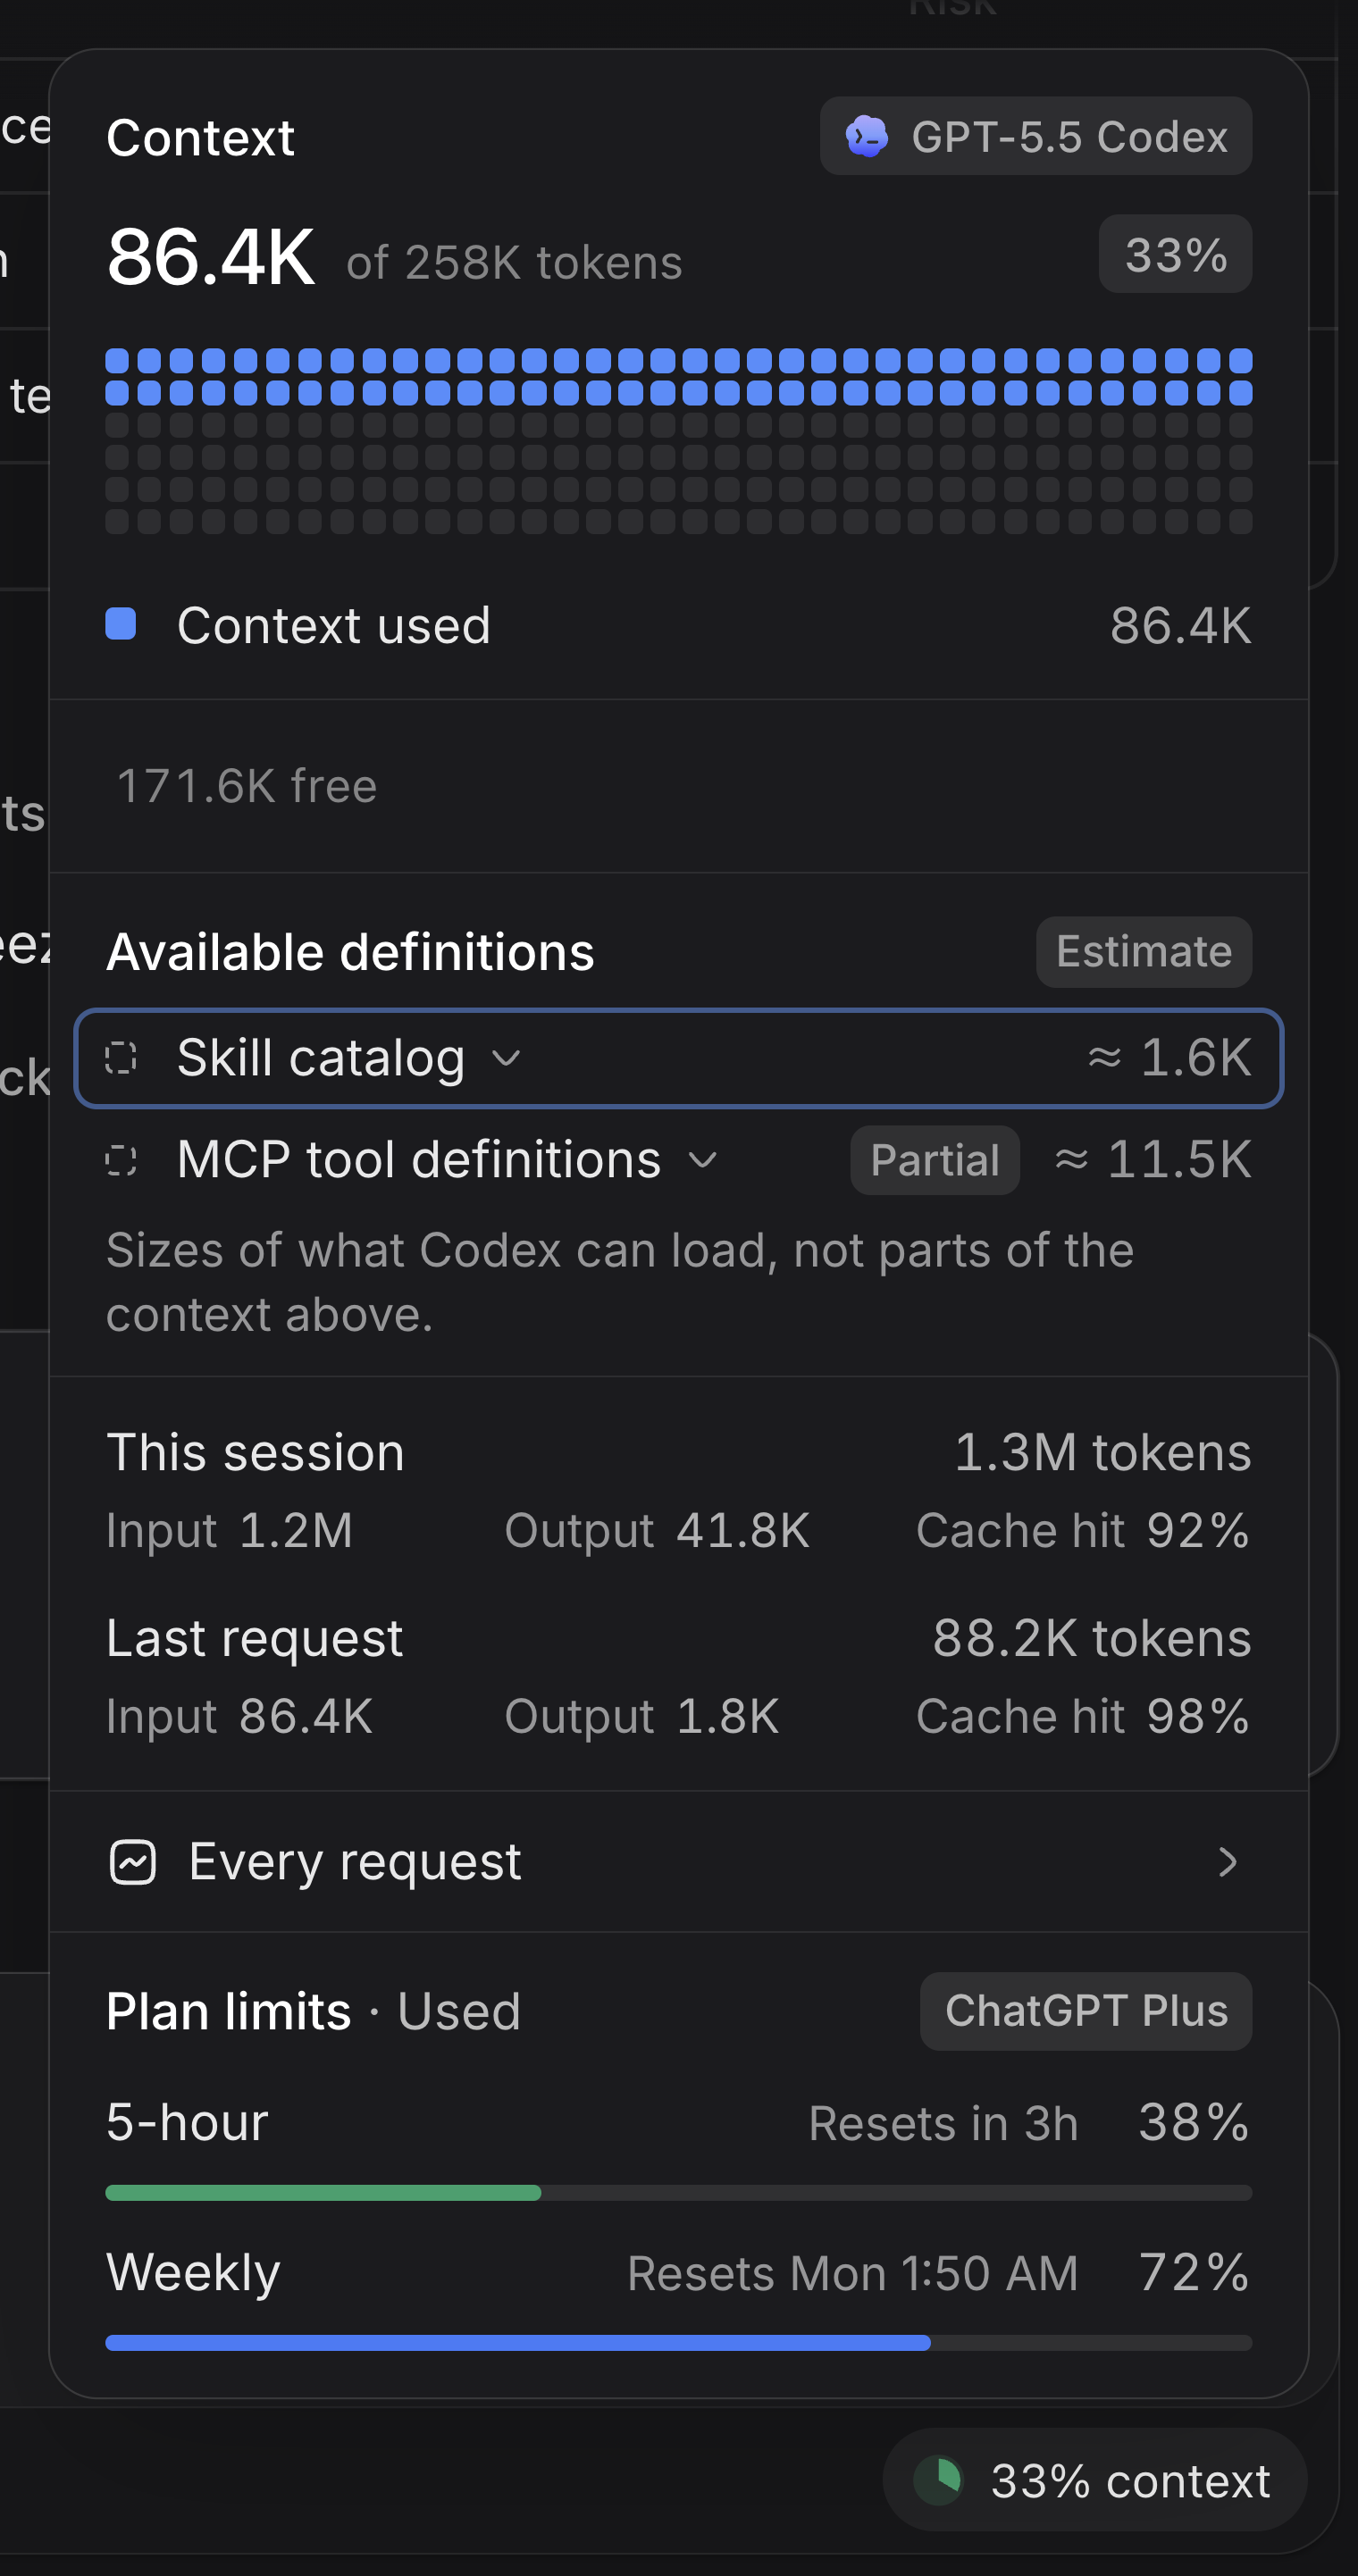 Risk
Context
GPT-5.5 Codex
86.4K of 258K tokens
33%
Context used
86.4K
171.6K free
Available definitions
Estimate
Skill catalog
≈ 1.6K
MCP tool definitions
Partial
≈ 11.5K
Sizes of what Codex can load, not parts of the
context above.
This session
1.3M tokens
Input 1.2M
Output 41.8K
Cache hit 92%
Last request
88.2K tokens
Input 86.4K
Output 1.8K
Cache hit 98%
Every request
Plan limits · Used
ChatGPT Plus
5-hour
Resets in 3h
38%
Weekly
Resets Mon 1:50 AM
72%
33% context